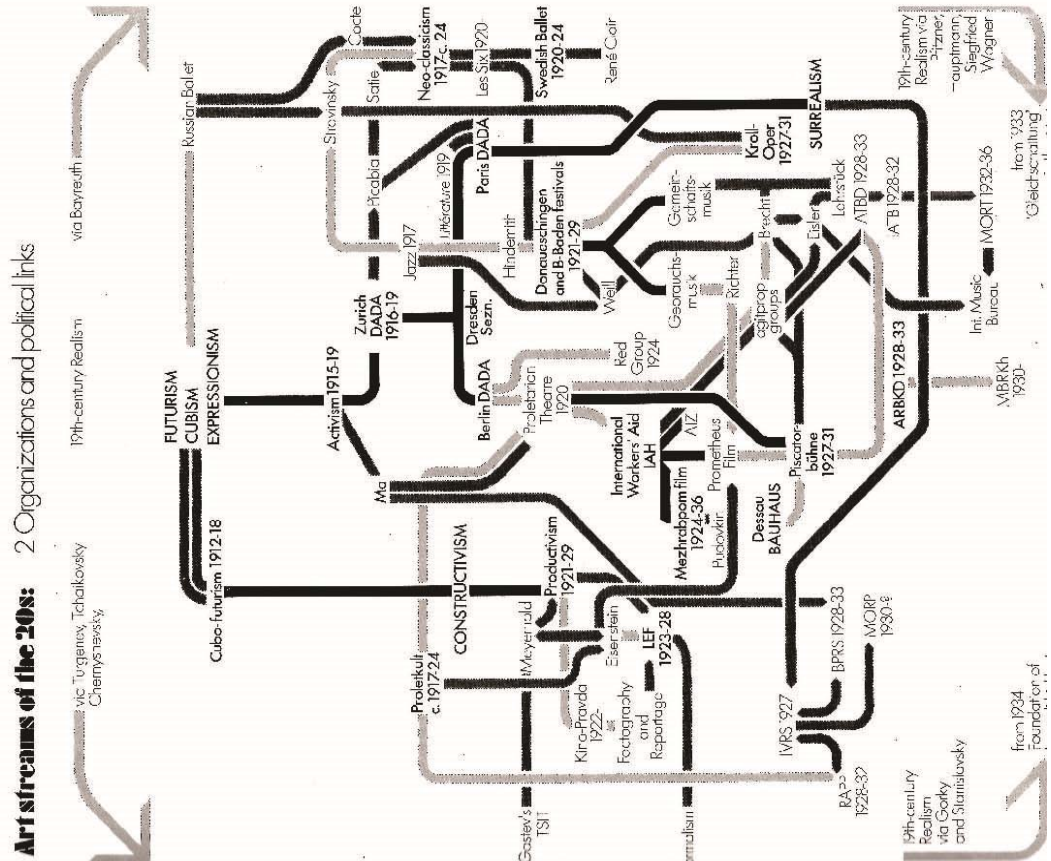 Art streams of the 20s: 2 Organizations and political links
via Turgenev, Tchaikovsky
Chernyshevsky,
19th-century Realism
via Bayreuth
FUTURISM
CUBISM
EXPRESSIONISM
Russian Ballet
Cubo-futurism 1912-18
Activism 1915-19
Stravinsky
Cocte
Ma
Zurich
DADA
1916-19
Picabia
Satie
Jazz 1917
Neo-classicism
1917-c. 24
Proletkult
c. 1917-24
CONSTRUCTIVISM
Littérature 1919
Les Six 1920
Berlin DADA
Dresden
Sezn.
Paris DADA
Gastev's
TSIT
Meyerhold
Productivism
1921-29
Proletarian
Theatre
1920
Hindemith
Swedish Ballet
1920-24
Kino-Pravda
1922-
Eisenstein
Donaueschingen
and B-Baden festivals
1921-29
René Clair
Factography
and
Reportage
LEF
1923-28
International
Workers' Aid
IAH
Red
Group
1924
Weill
ormalism
Mezhrabpom film
1924-36
AIZ
Gebrauchs-
musik
Gemein-
schafts-
musik
Kroll-
Oper
1927-31
Pudovkin
Prometheus
Film
Richter
Dessau
BAUHAUS
agitprop
groups
Brecht
IVRS 1927
Piscator-
bühne
1927-31
Eisler
SURREALISM
RAPP
1928-32
BPRS 1928-33
Lehrstück
MORP
1930-
ARBKD 1928-33
ATBD 1928-33
ATB 1928-32
19th-century
Realism
via Gorky
and Stanislavsky
Int. Music
Bureau
MORT 1932-36
19th-century
Realism via
Pfitzner,
Hauptmann,
Siegfried
Wagner
MBRKh
1930-
from 1934
Foundation of
from 1933
'Gleichschaltung'